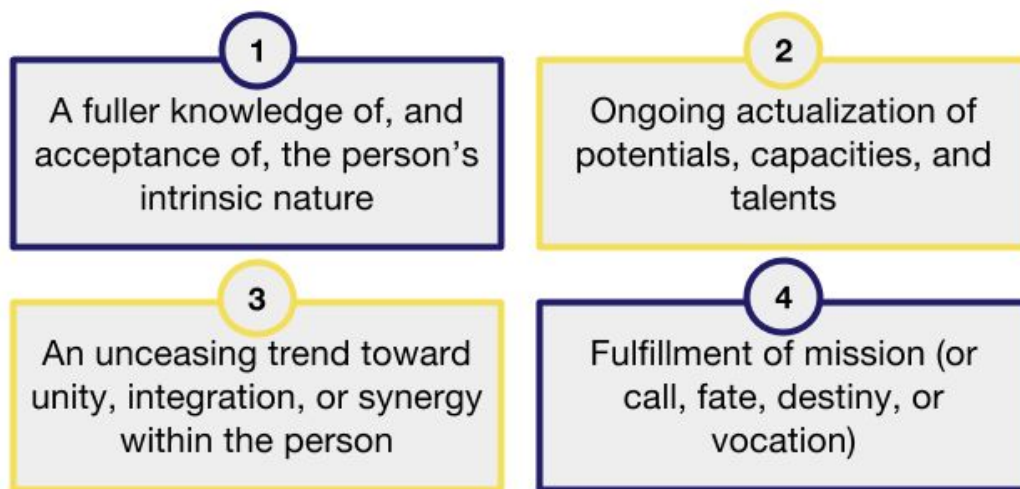 1
A fuller knowledge of, and
acceptance of, the person's
intrinsic nature
2
Ongoing actualization of
potentials, capacities, and
talents
3
An unceasing trend toward
unity, integration, or synergy
within the person
4
Fulfillment of mission (or
call, fate, destiny, or
vocation)